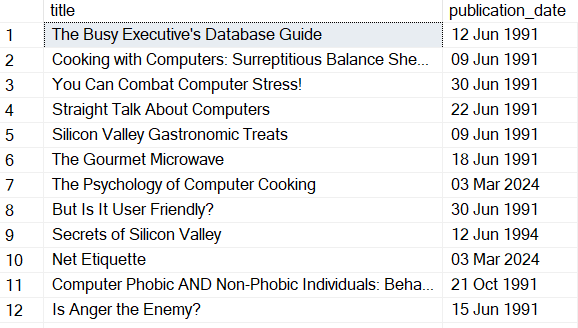 title publication_date
1 The Busy Executive's Database Guide 12 Jun 1991
2 Cooking with Computers: Surreptitious Balance She... 09 Jun 1991
3 You Can Combat Computer Stress! 30 Jun 1991
4 Straight Talk About Computers 22 Jun 1991
5 Silicon Valley Gastronomic Treats 09 Jun 1991
6 The Gourmet Microwave 18 Jun 1991
7 The Psychology of Computer Cooking 03 Mar 2024
8 But Is It User Friendly? 30 Jun 1991
9 Secrets of Silicon Valley 12 Jun 1994
10 Net Etiquette 03 Mar 2024
11 Computer Phobic AND Non-Phobic Individuals: Beha... 21 Oct 1991
12 Is Anger the Enemy? 15 Jun 1991